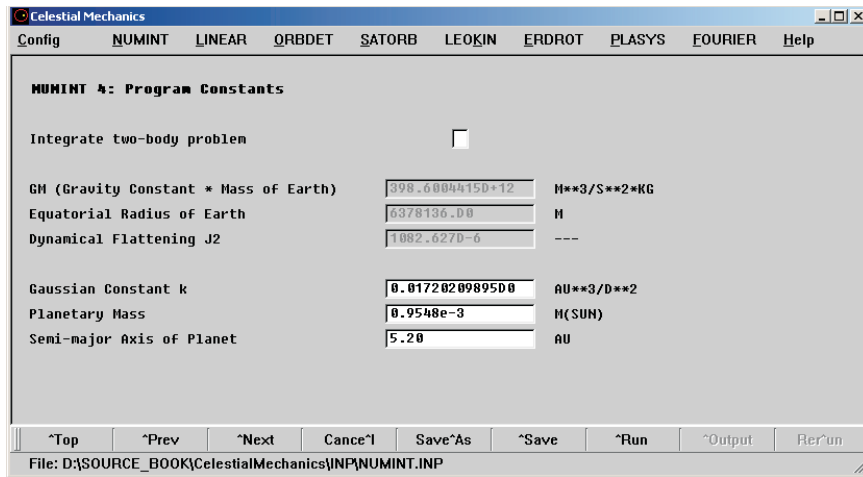 Celestial Mechanics
Config NUMINT LINEAR ORBDET SATORB LEOKIN ERDROT PLASYS FOURIER Help
NUMINT 4: Program Constants
Integrate two-body problem
GM (Gravity Constant * Mass of Earth) 398.6004415D+12 M**3/S**2*KG
Equatorial Radius of Earth 6378136.D0 M
Dynamical Flattening J2 1082.627D-6 ---
Gaussian Constant k 0.01720209895D0 AU**3/D**2
Planetary Mass 0.9548e-3 M(SUN)
Semi-major Axis of Planet 5.20 AU
^Top ^Prev ^Next Cance^l Save^As ^Save ^Run ^Output Rer^un
File: D:\SOURCE_BOOK\CelestialMechanics\INP\NUMINT.INP